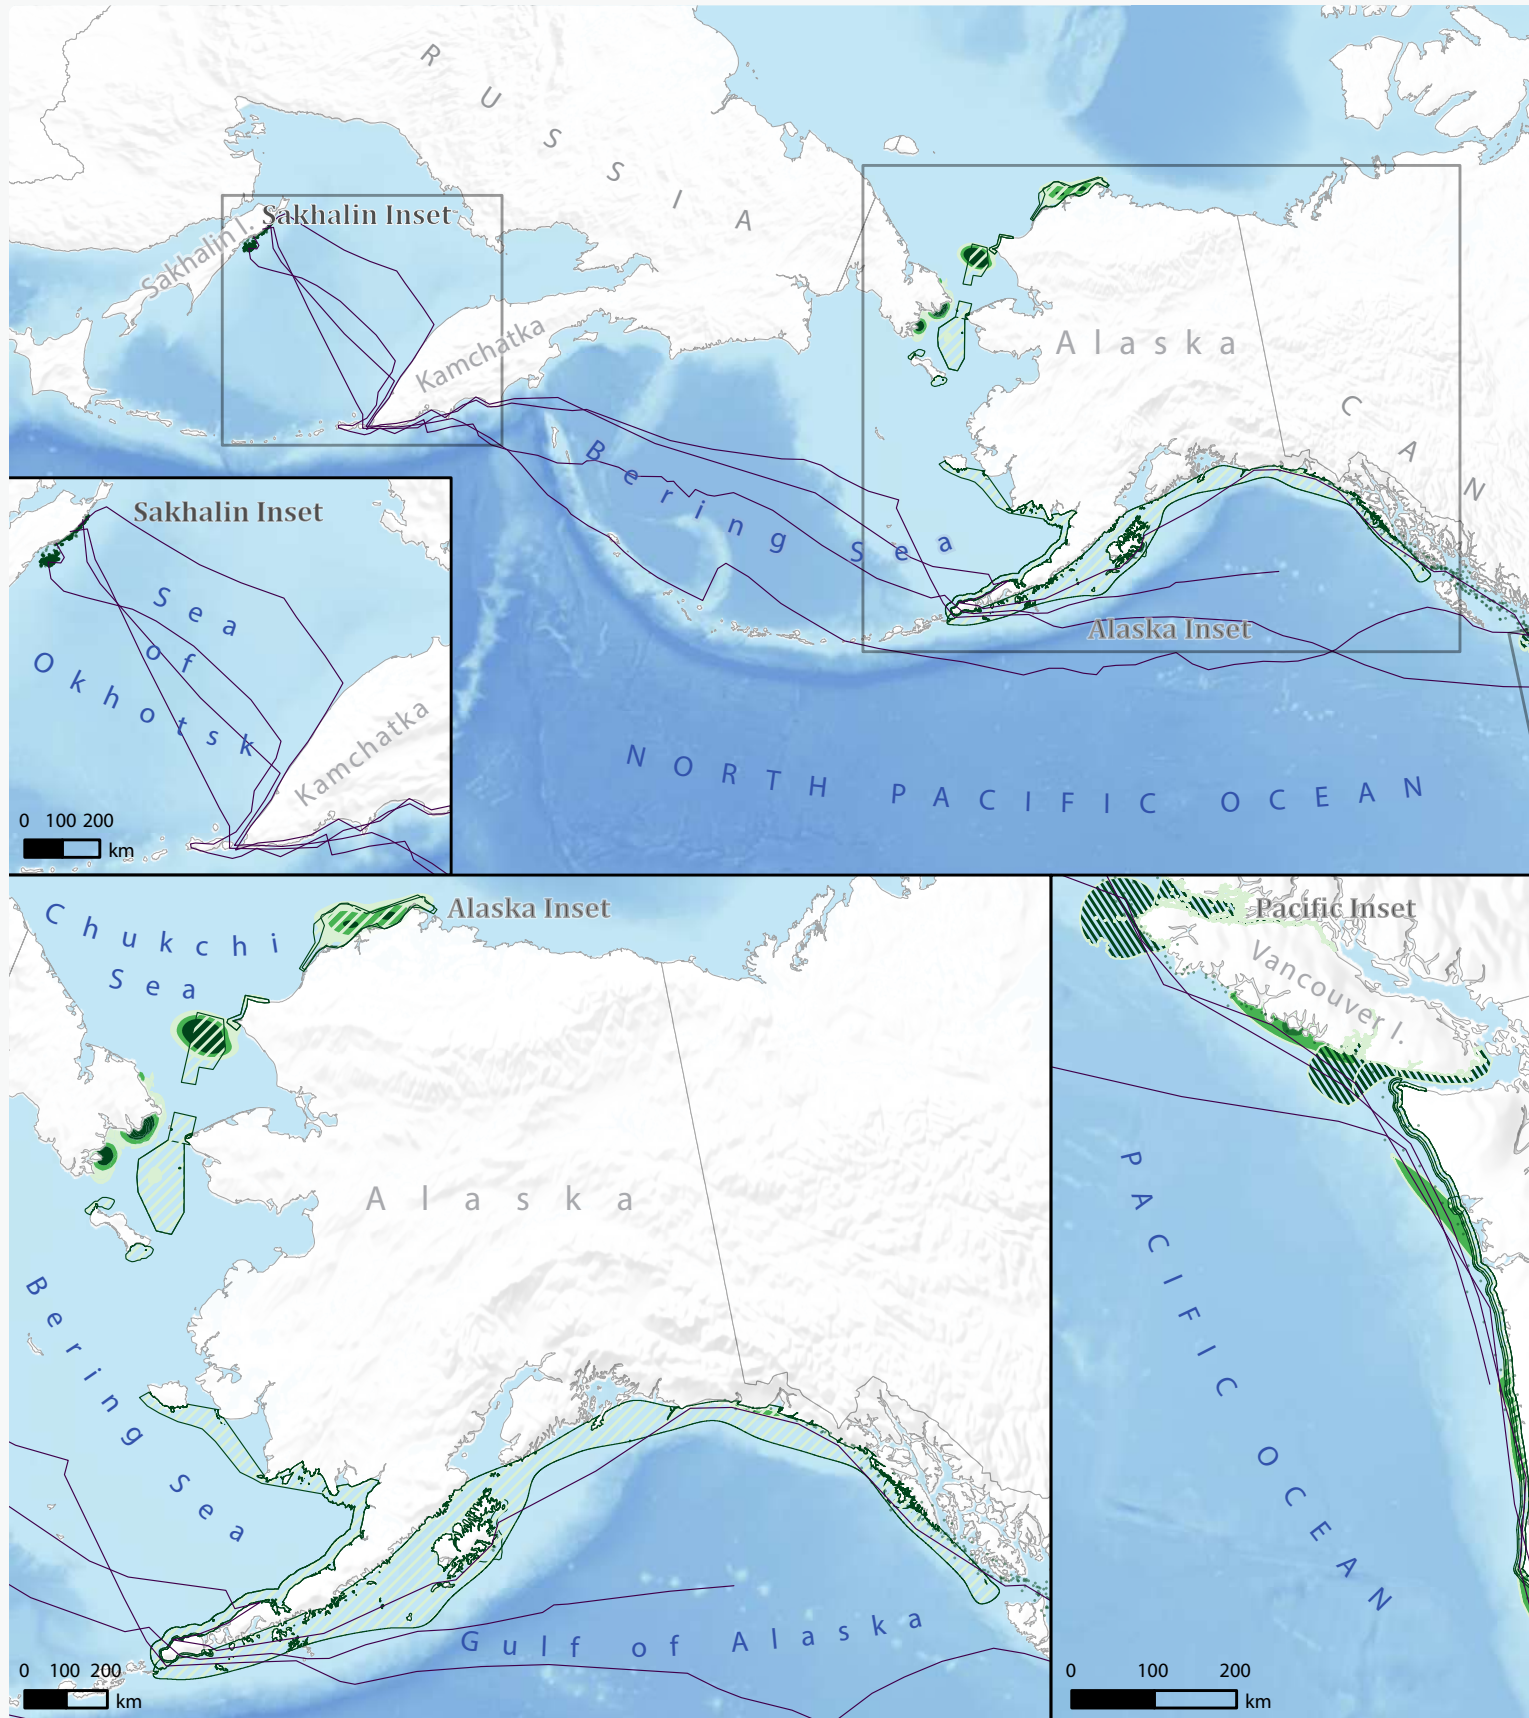 RUSSIA
Sakhalin Inset
Sakhalin I.
Kamchatka
Alaska
CAN
Bering Sea
Alaska Inset
NORTH PACIFIC OCEAN
Sakhalin Inset
Sea
of
Okhotsk
Kamchatka
0 100 200
km
Chukchi
Sea
Alaska Inset
Alaska
Bering Sea
Gulf of Alaska
0 100 200
km
Pacific Inset
Vancouver I.
PACIFIC OCEAN
0 100 200
km